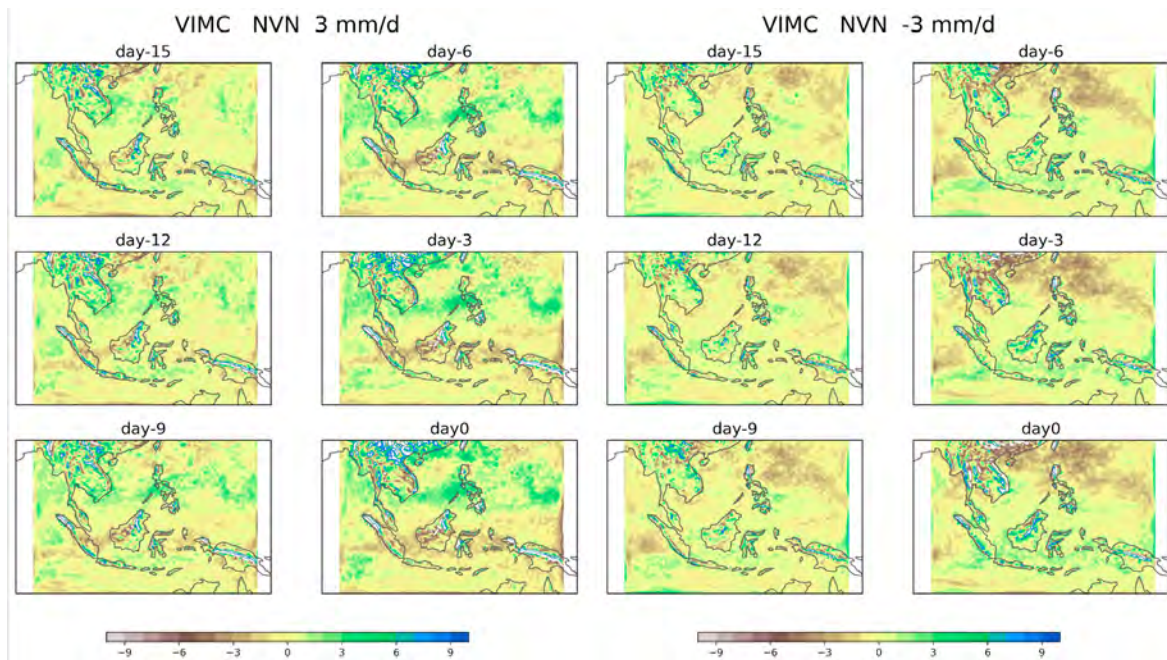 VIMC NVN 3 mm/d
VIMC NVN -3 mm/d
day-15
day-6
day-15
day-6
day-12
day-3
day-12
day-3
day-9
day0
day-9
day0
−9 −6 −3 0 3 6 9
−9 −6 −3 0 3 6 9